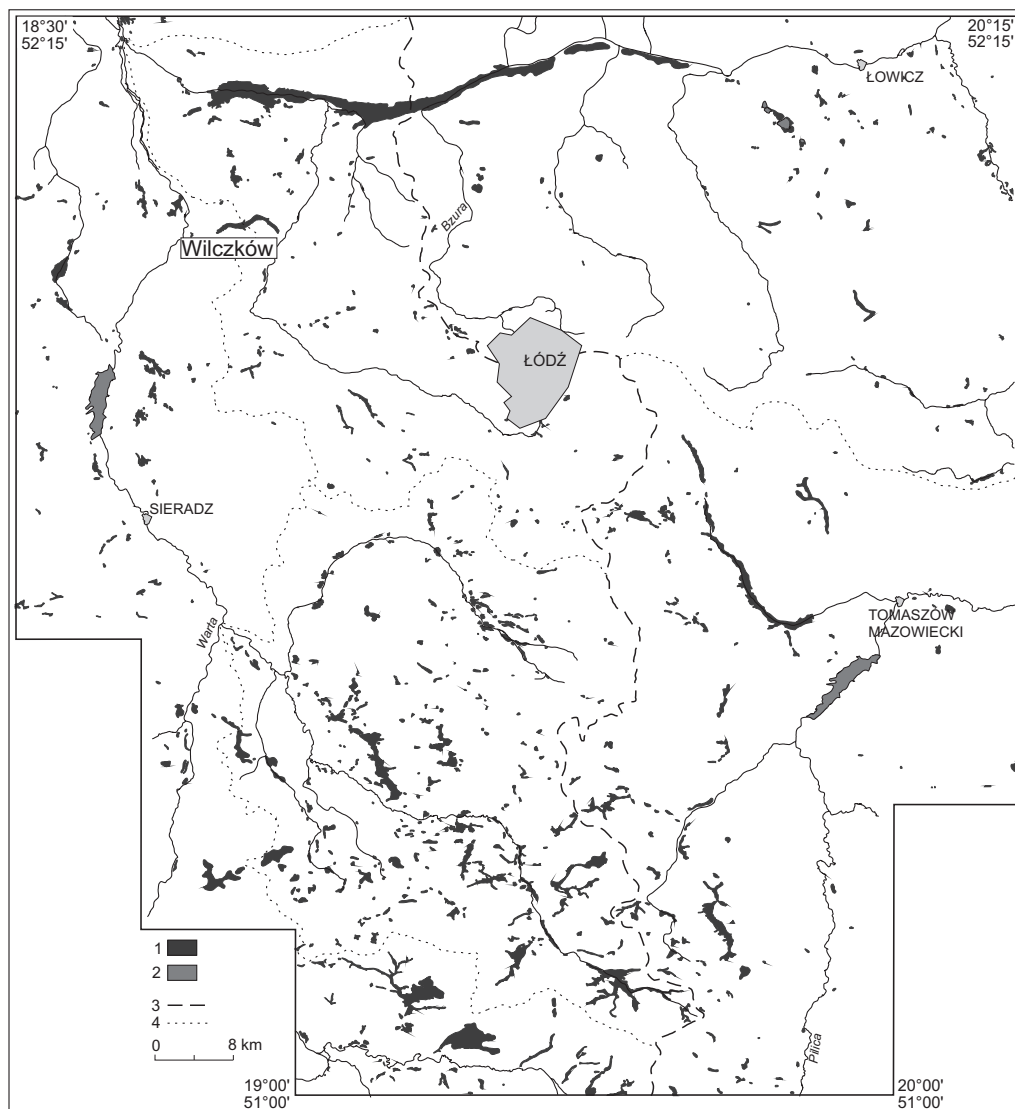 18°30'
52°15'
20°15'
52°15'
ŁOWICZ
Bzura
Wilczków
ŁÓDŹ
SIERADZ
TOMASZÓW
MAZOWIECKI
Warta
1
2
3
4
0 8 km
Pilica
19°00'
51°00'
20°00'
51°00'